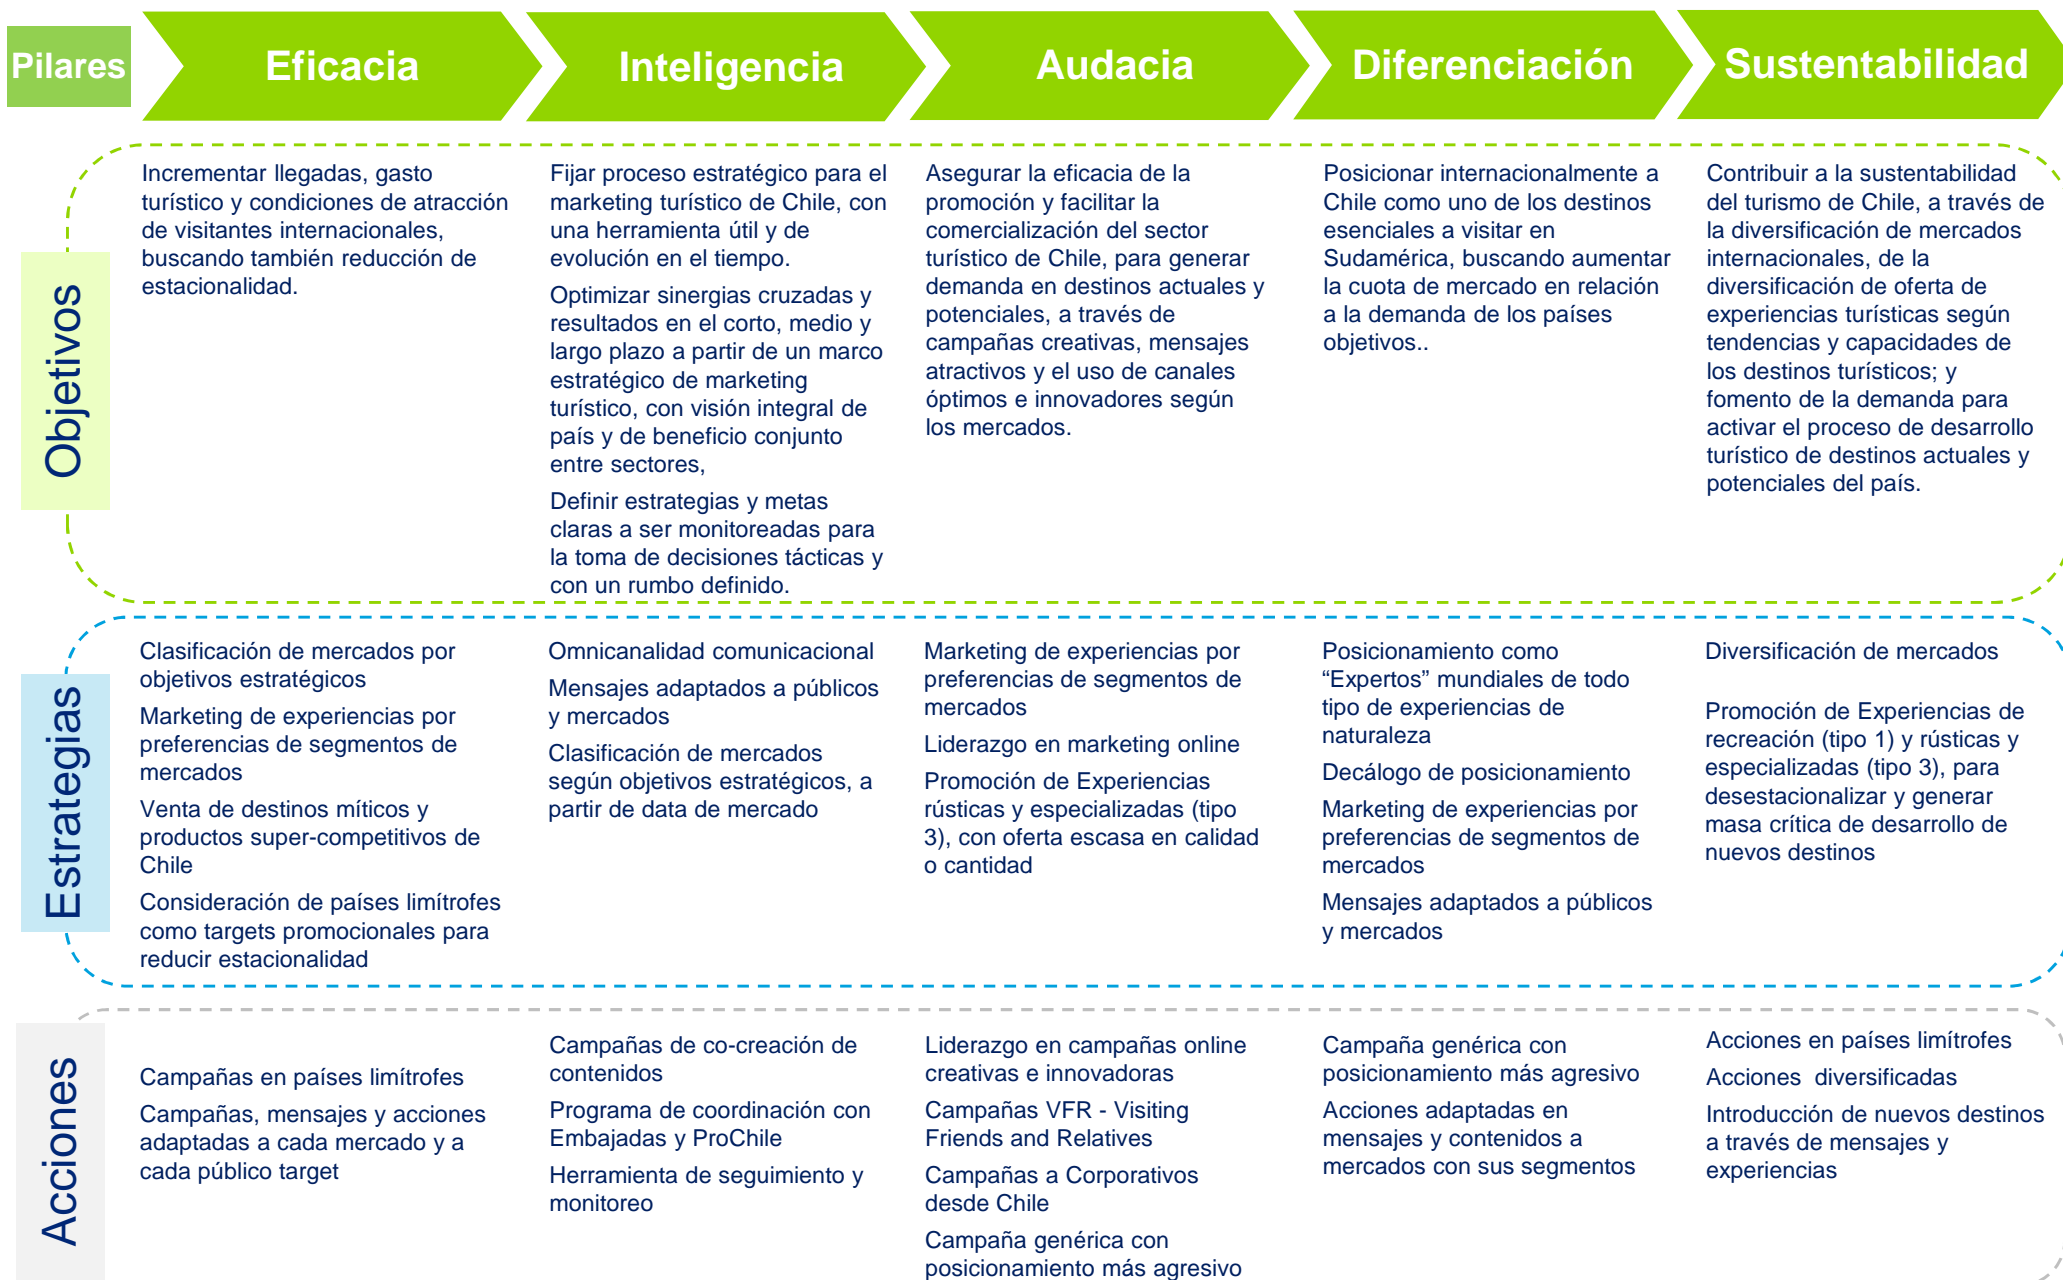 Pilares
Eficacia
Inteligencia
Audacia
Diferenciación
Sustentabilidad
Objetivos
Incrementar llegadas, gasto
turístico y condiciones de atracción
de visitantes internacionales,
buscando también reducción de
estacionalidad.
Fijar proceso estratégico para el
marketing turístico de Chile, con
una herramienta útil y de
evolución en el tiempo.
Optimizar sinergias cruzadas y
resultados en el corto, medio y
largo plazo a partir de un marco
estratégico de marketing
turístico, con visión integral de
país y de beneficio conjunto
entre sectores,
Definir estrategias y metas
claras a ser monitoreadas para
la toma de decisiones tácticas y
con un rumbo definido.
Asegurar la eficacia de la
promoción y facilitar la
comercialización del sector
turístico de Chile, para generar
demanda en destinos actuales y
potenciales, a través de
campañas creativas, mensajes
atractivos y el uso de canales
óptimos e innovadores según
los mercados.
Posicionar internacionalmente a
Chile como uno de los destinos
esenciales a visitar en
Sudamérica, buscando aumentar
la cuota de mercado en relación
a la demanda de los países
objetivos..
Contribuir a la sustentabilidad
del turismo de Chile, a través de
la diversificación de mercados
internacionales, de la
diversificación de oferta de
experiencias turísticas según
tendencias y capacidades de
los destinos turísticos; y
fomento de la demanda para
activar el proceso de desarrollo
turístico de destinos actuales y
potenciales del país.
Estrategias
Clasificación de mercados por
objetivos estratégicos
Marketing de experiencias por
preferencias de segmentos de
mercados
Venta de destinos míticos y
productos super-competitivos de
Chile
Consideración de países limítrofes
como targets promocionales para
reducir estacionalidad
Omnicanalidad comunicacional
Mensajes adaptados a públicos
y mercados
Clasificación de mercados
según objetivos estratégicos, a
partir de data de mercado
Marketing de experiencias por
preferencias de segmentos de
mercados
Liderazgo en marketing online
Promoción de Experiencias
rústicas y especializadas (tipo
3), con oferta escasa en calidad
o cantidad
Posicionamiento como
“Expertos” mundiales de todo
tipo de experiencias de
naturaleza
Decálogo de posicionamiento
Marketing de experiencias por
preferencias de segmentos de
mercados
Mensajes adaptados a públicos
y mercados
Diversificación de mercados
Promoción de Experiencias de
recreación (tipo 1) y rústicas y
especializadas (tipo 3), para
desestacionalizar y generar
masa crítica de desarrollo de
nuevos destinos
Acciones
Campañas en países limítrofes
Campañas, mensajes y acciones
adaptadas a cada mercado y a
cada público target
Campañas de co-creación de
contenidos
Programa de coordinación con
Embajadas y ProChile
Herramienta de seguimiento y
monitoreo
Liderazgo en campañas online
creativas e innovadoras
Campañas VFR - Visiting
Friends and Relatives
Campañas a Corporativos
desde Chile
Campaña genérica con
posicionamiento más agresivo
Campaña genérica con
posicionamiento más agresivo
Acciones adaptadas en
mensajes y contenidos a
mercados con sus segmentos
Acciones en países limítrofes
Acciones  diversificadas
Introducción de nuevos destinos
a través de mensajes y
experiencias